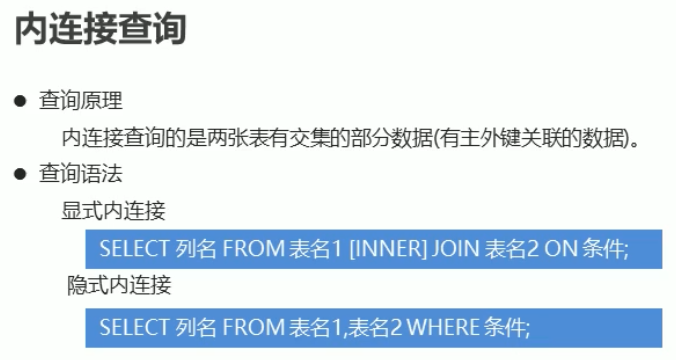 内连接查询
● 查询原理
内连接查询的是两张表有交集的部分数据(有主外键关联的数据)。
● 查询语法
显式内连接
SELECT 列名 FROM 表名1 [INNER] JOIN 表名2 ON 条件;
隐式内连接
SELECT 列名 FROM 表名1,表名2 WHERE 条件;